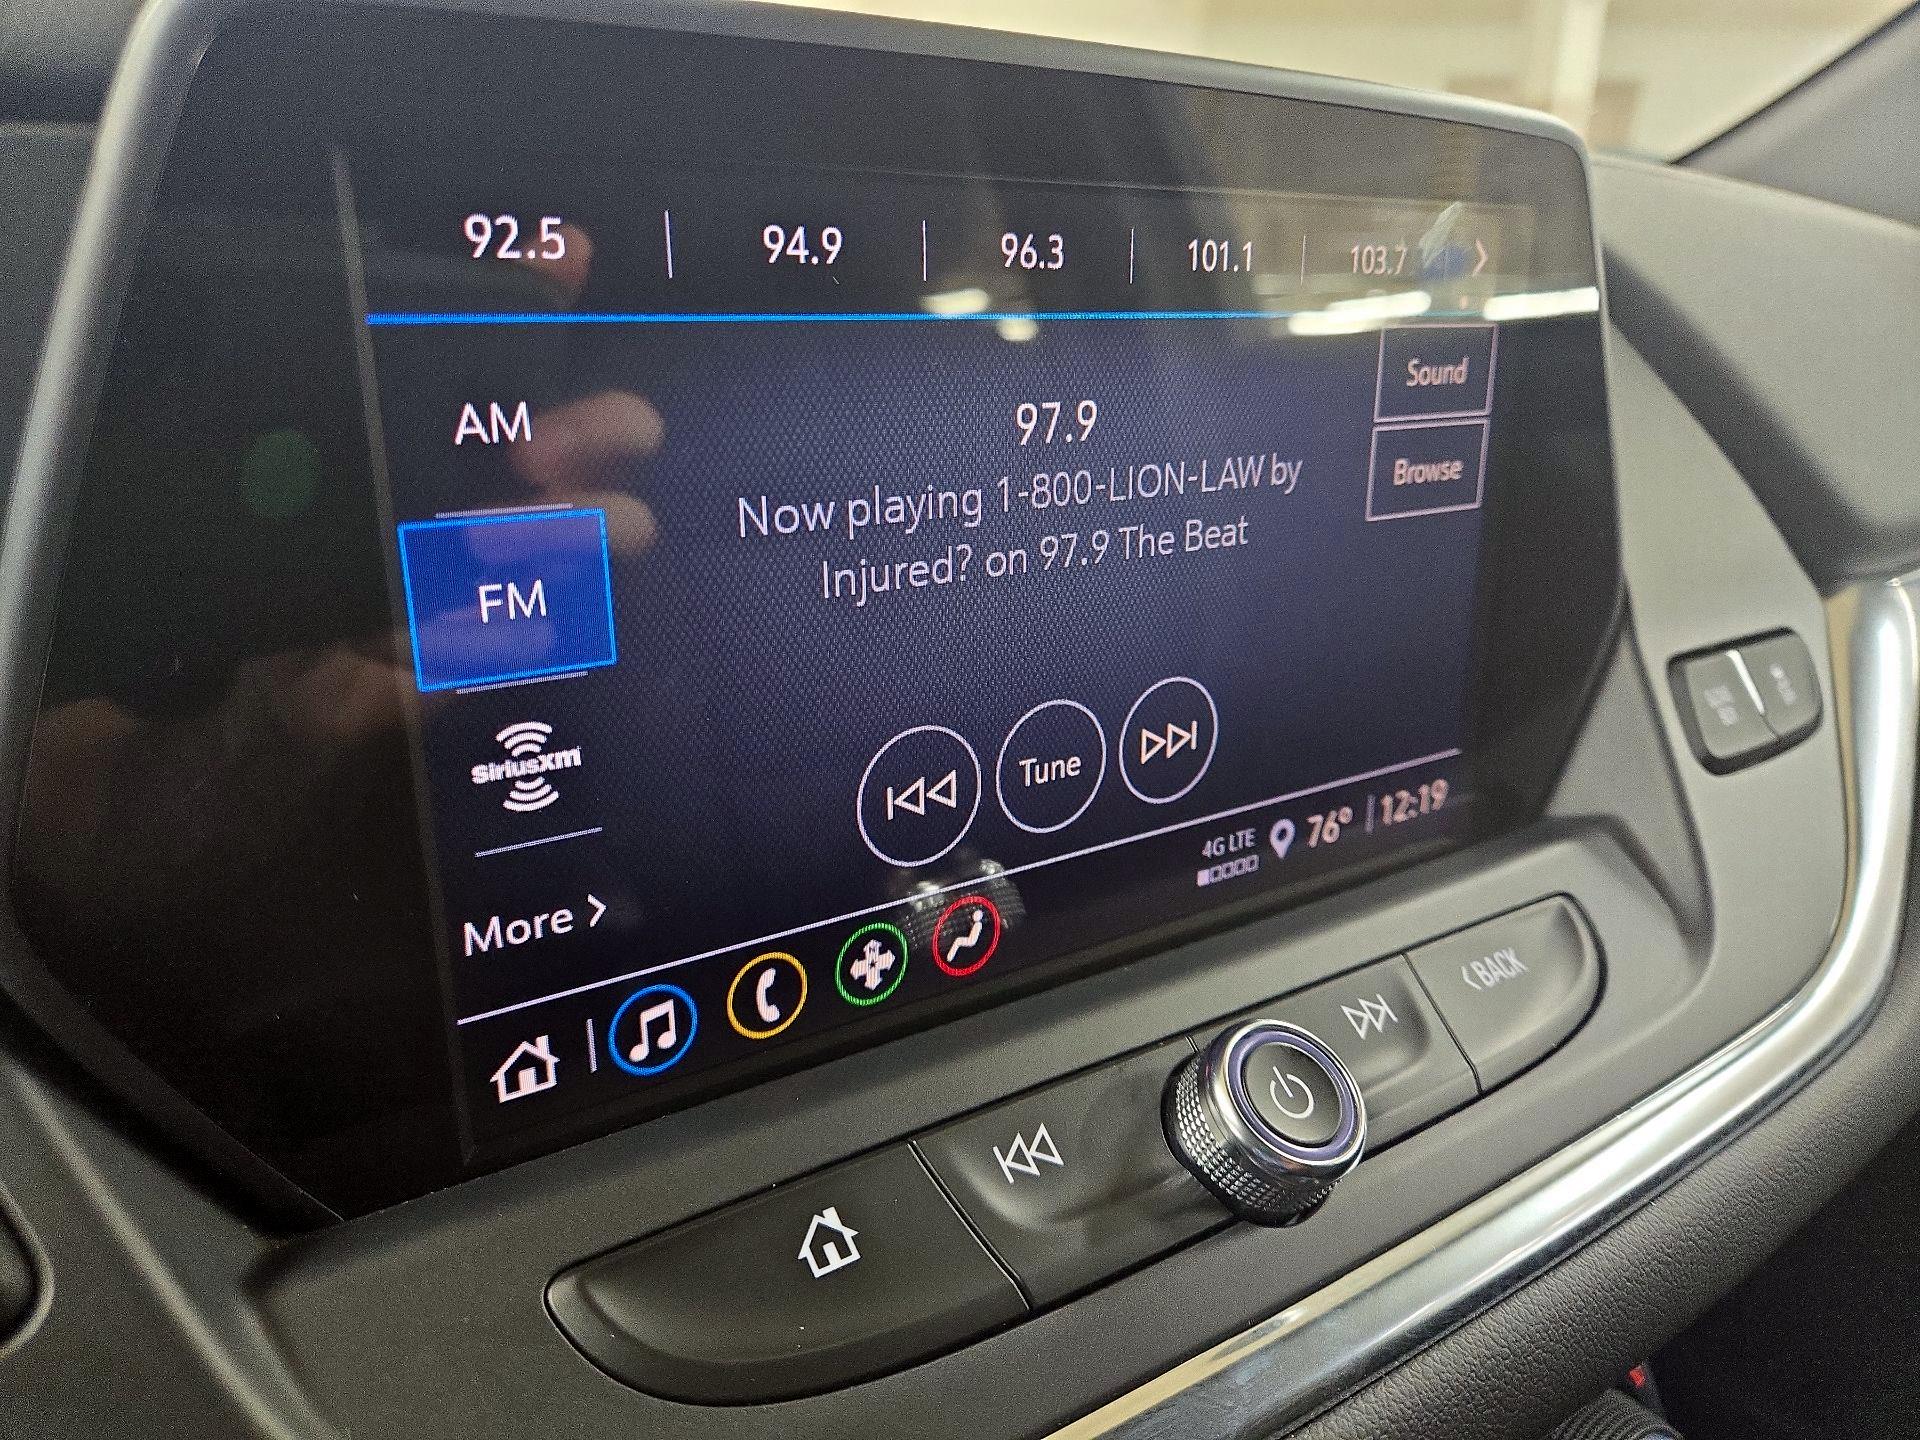 92.5 | 94.9 | 96.3 | 101.1 | 103.7
Sound
AM
97.9
Browse
Now playing 1-800-LION-LAW by
Injured? on 97.9 The Beat
FM
siriusxm
Tune
4G LTE
76° | 12:19
More
BACK